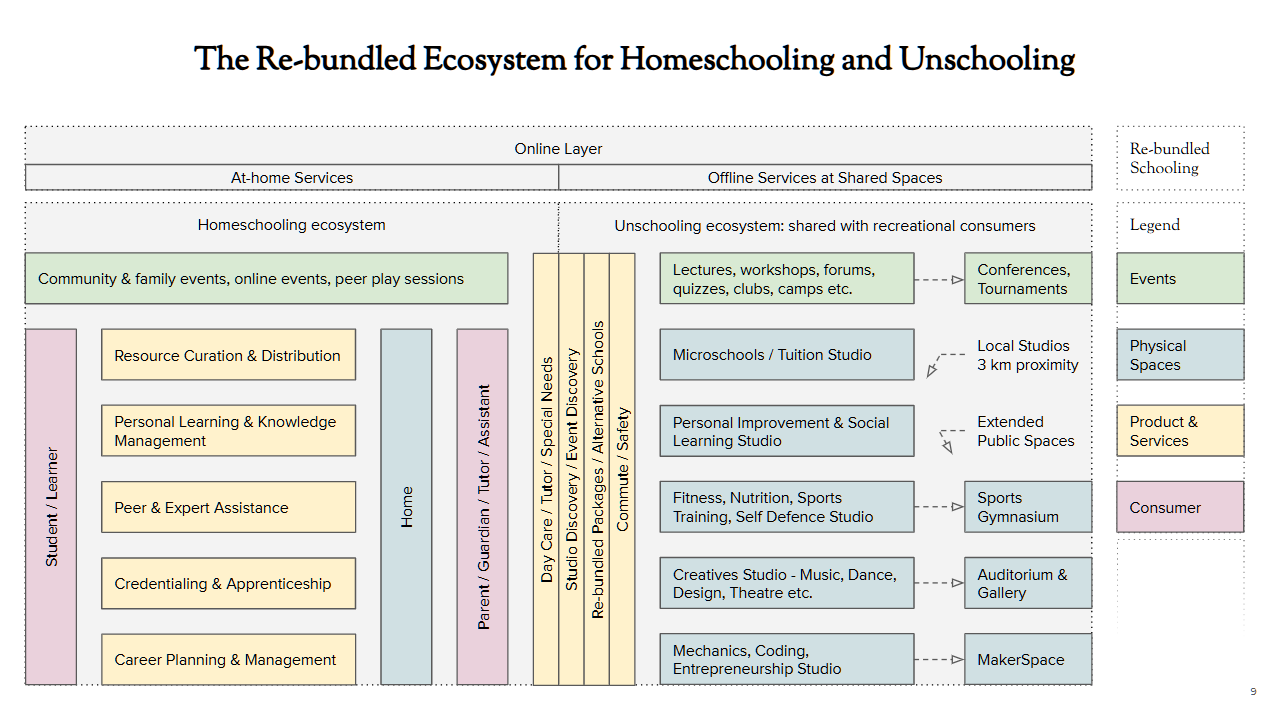 The Re-bundled Ecosystem for Homeschooling and Unschooling
Online Layer
At-home Services
Offline Services at Shared Spaces
Re-bundled
Schooling
Homeschooling ecosystem
Unschooling ecosystem: shared with recreational consumers
Legend
Community & family events, online events, peer play sessions
Student / Learner
Resource Curation & Distribution
Personal Learning & Knowledge
Management
Peer & Expert Assistance
Credentialing & Apprenticeship
Career Planning & Management
Home
Parent / Guardian / Tutor / Assistant
Day Care / Tutor / Special Needs
Studio Discovery / Event Discovery
Re-bundled Packages / Alternative Schools
Commute / Safety
Lectures, workshops, forums,
quizzes, clubs, camps etc.
Conferences,
Tournaments
Microschools / Tuition Studio
Local Studios
3 km proximity
Personal Improvement & Social
Learning Studio
Extended
Public Spaces
Fitness, Nutrition, Sports
Training, Self Defence Studio
Sports
Gymnasium
Creatives Studio - Music, Dance,
Design, Theatre etc.
Auditorium &
Gallery
Mechanics, Coding,
Entrepreneurship Studio
MakerSpace
Events
Physical
Spaces
Product &
Services
Consumer
9